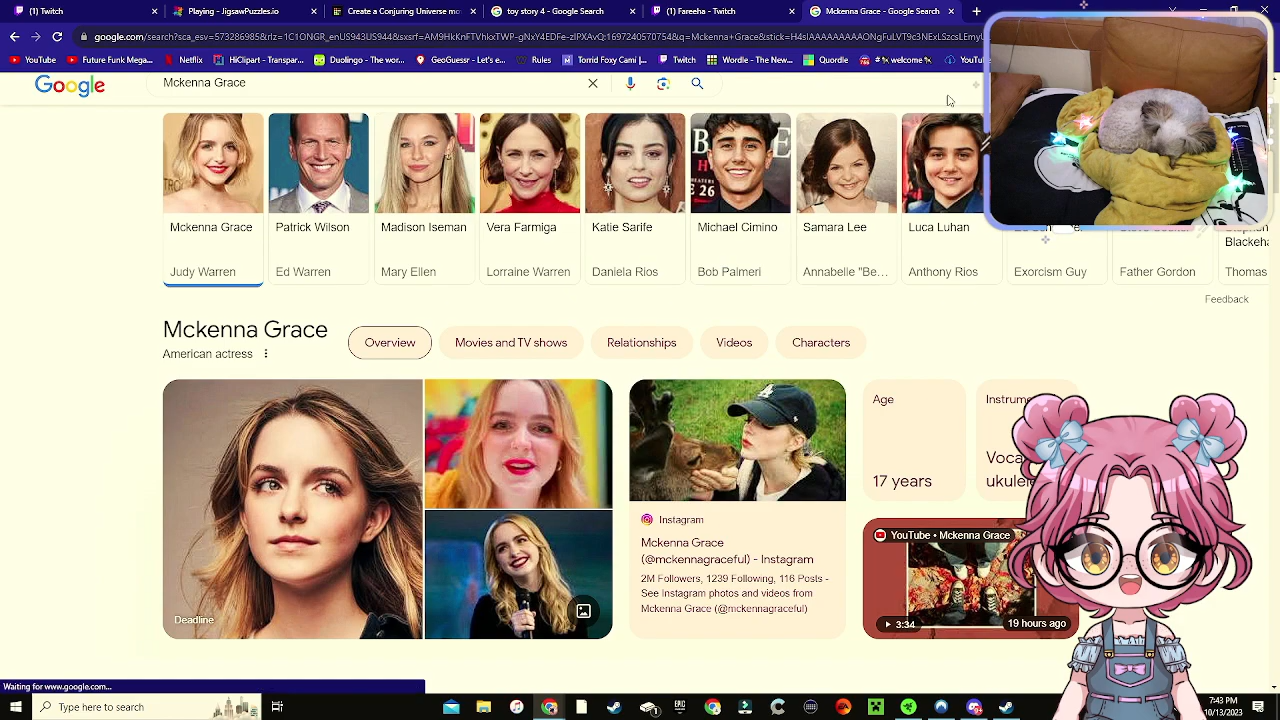 (1) Twitch
Playing - JigsawPuzzles.io
Create a Conjuring Universe mo
toy story 4 - Google Search
(1) Fareeha - Twitch
Mckenna Grace - Google Search
YouTube
Future Funk Mega...
HiClipart - Transpar...
Duolingo - The wor...
GeoGuessr - Let's e...
Rules
Torrid Foxy Cami |...
Twitch
Wordle - The New...
Quordle
#welcome
YouTu
Google
Mckenna Grace
Mckenna Grace
Patrick Wilson
Madison Iseman
Vera Farmiga
Katie Sarife
Michael Cimino
Samara Lee
Luca Luhan
Blackeha
Judy Warren
Ed Warren
Mary Ellen
Lorraine Warren
Daniela Rios
Bob Palmeri
Annabelle "Be...
Anthony Rios
Exorcism Guy
Father Gordon
Thomas
Feedback
Mckenna Grace
American actress
Overview
Movies and TV shows
Relationships
Videos
Characters
Age
17 years
Instrum
Voca
ukule
Deadline
Instagram
Mckenna Grace
(@mckennagraceful) - Instagram
2M Followers, 1239 Following, 116 Posts -
See Instagram photos and videos from
Mckenna Grace (@mckennagraceful)
YouTube • Mckenna Grace
3:34
19 hours ago
Waiting for www.google.com...
Type here to search
7:43 PM
10/13/2023